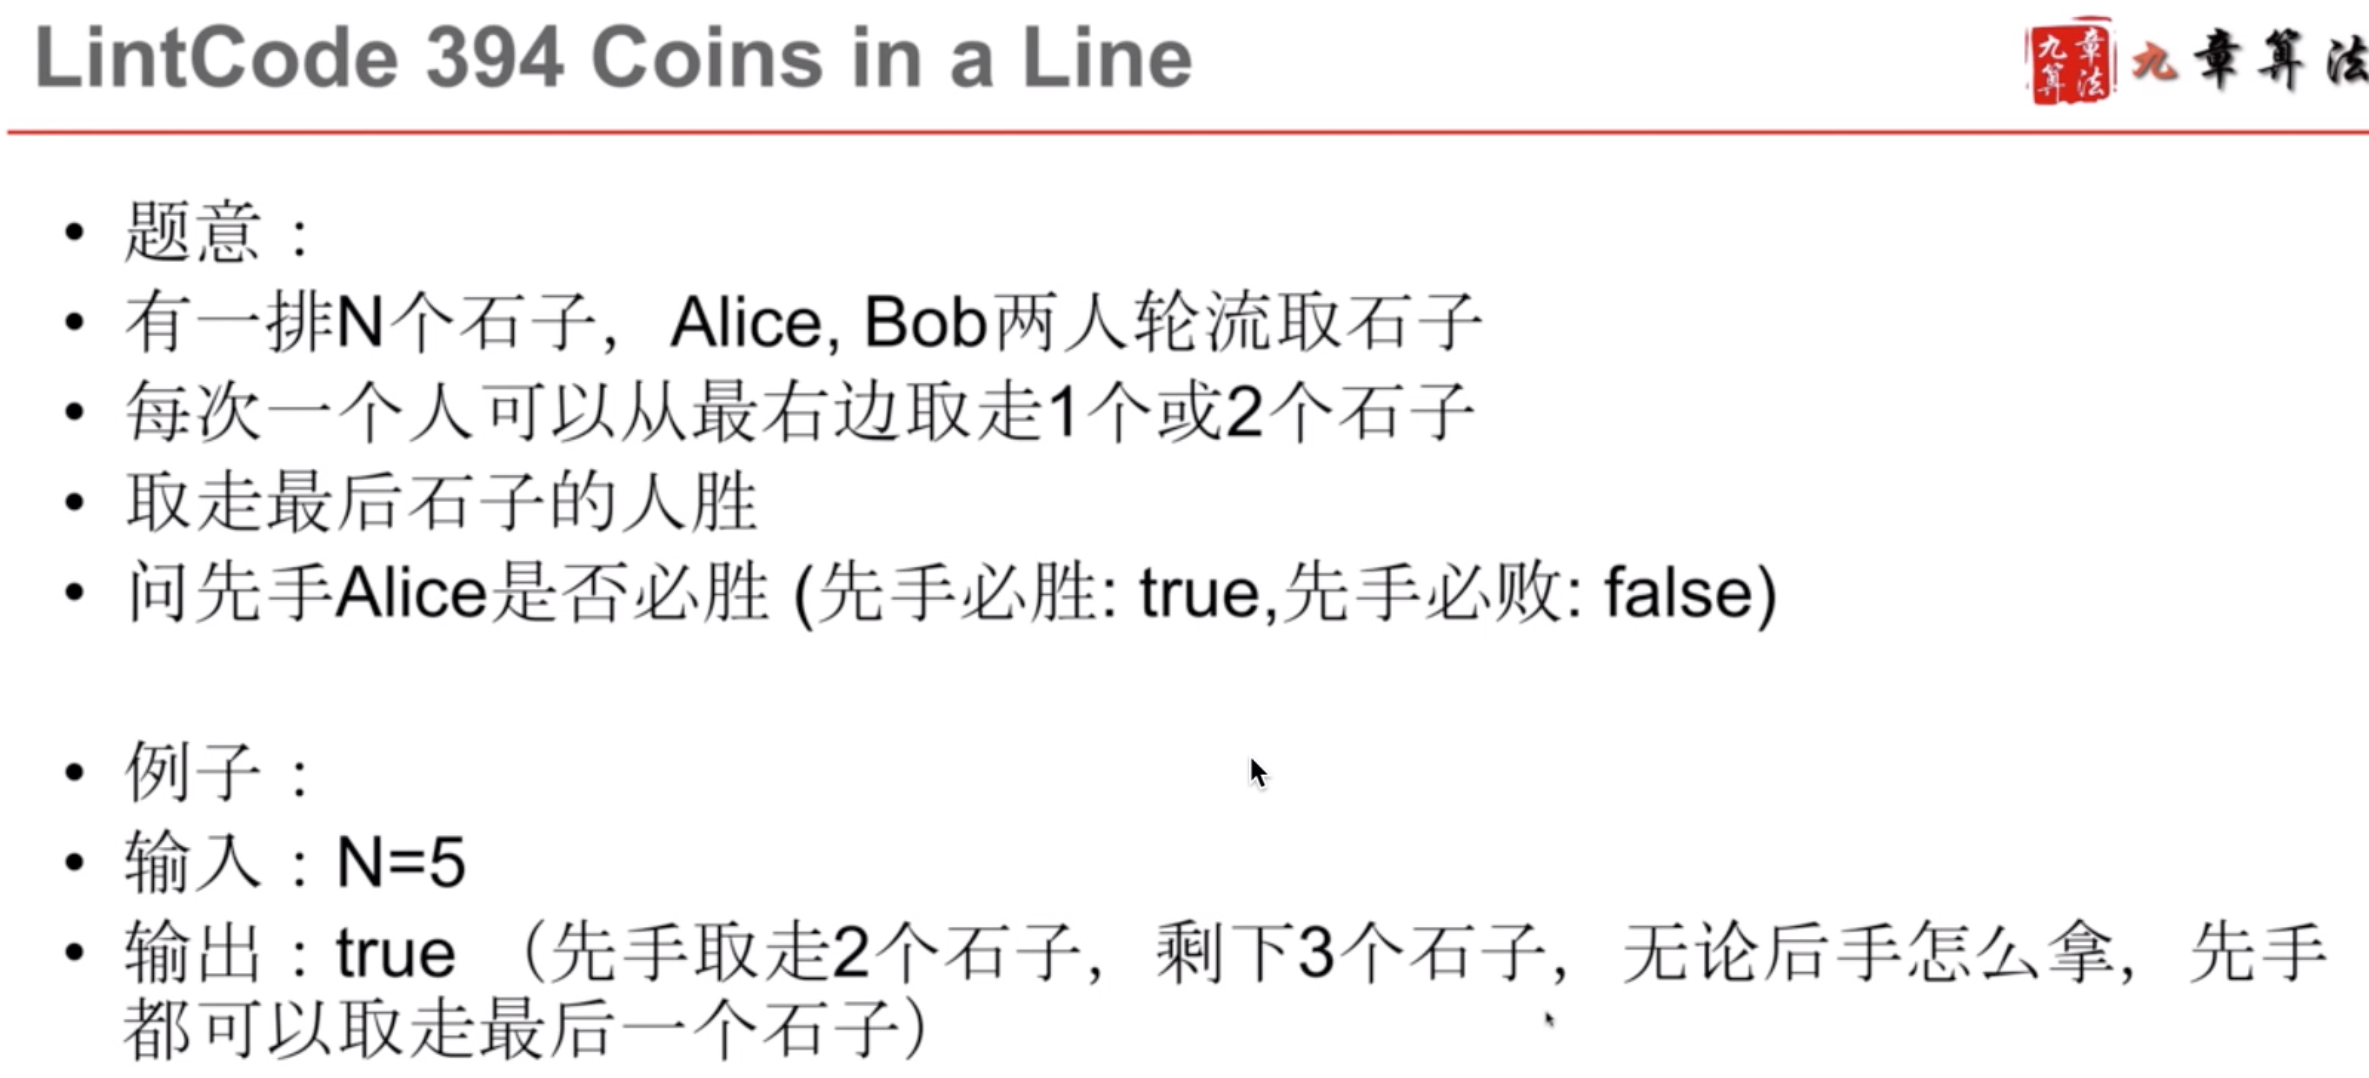 LintCode 394 Coins in a Line
九章算法
九章算法
• 题意：
• 有一排N个石子，Alice, Bob两人轮流取石子
• 每次一个人可以从最右边取走1个或2个石子
• 取走最后石子的人胜
• 问先手Alice是否必胜 (先手必胜: true,先手必败: false)
• 例子：
• 输入：N=5
• 输出：true （先手取走2个石子，剩下3个石子，无论后手怎么拿，先手
都可以取走最后一个石子）